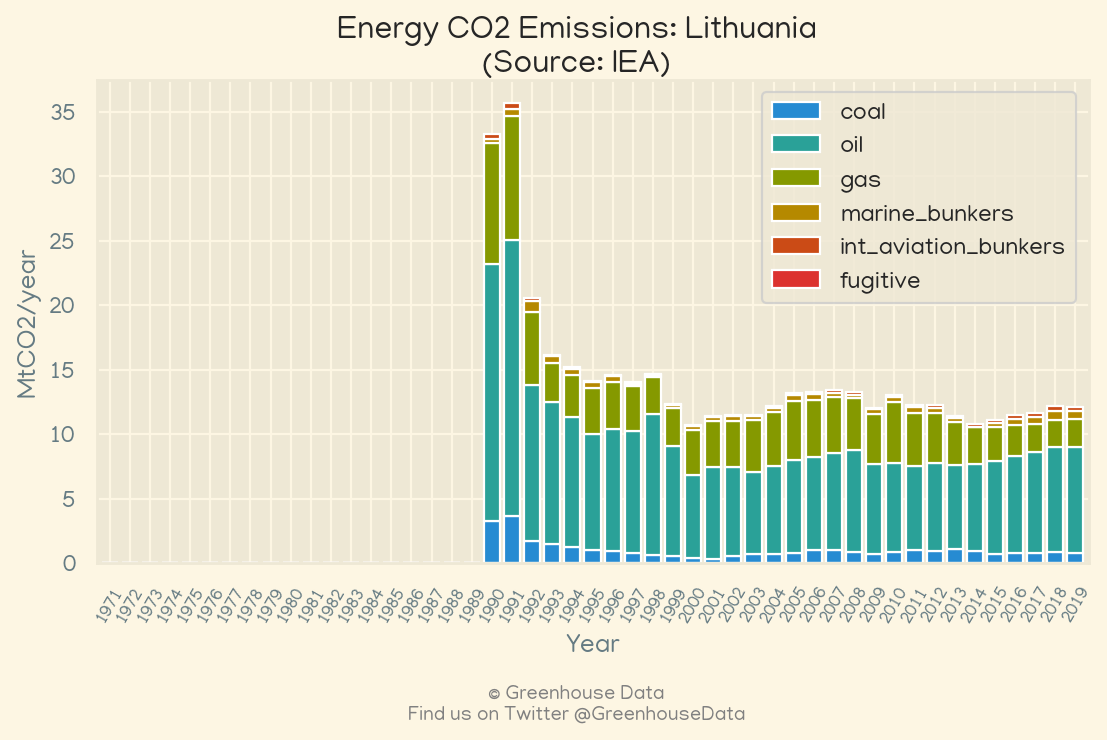 Energy CO2 Emissions: Lithuania
(Source: IEA)
coal
oil
gas
marine_bunkers
int_aviation_bunkers
fugitive
MtCO2/year
35
30
25
20
15
10
5
0
1971 1972 1973 1974 1975 1976 1977 1978 1979 1980 1981 1982 1983 1984 1985 1986 1987 1988 1989 1990 1991 1992 1993 1994 1995 1996 1997 1998 1999 2000 2001 2002 2003 2004 2005 2006 2007 2008 2009 2010 2011 2012 2013 2014 2015 2016 2017 2018 2019
Year
© Greenhouse Data
Find us on Twitter @GreenhouseData